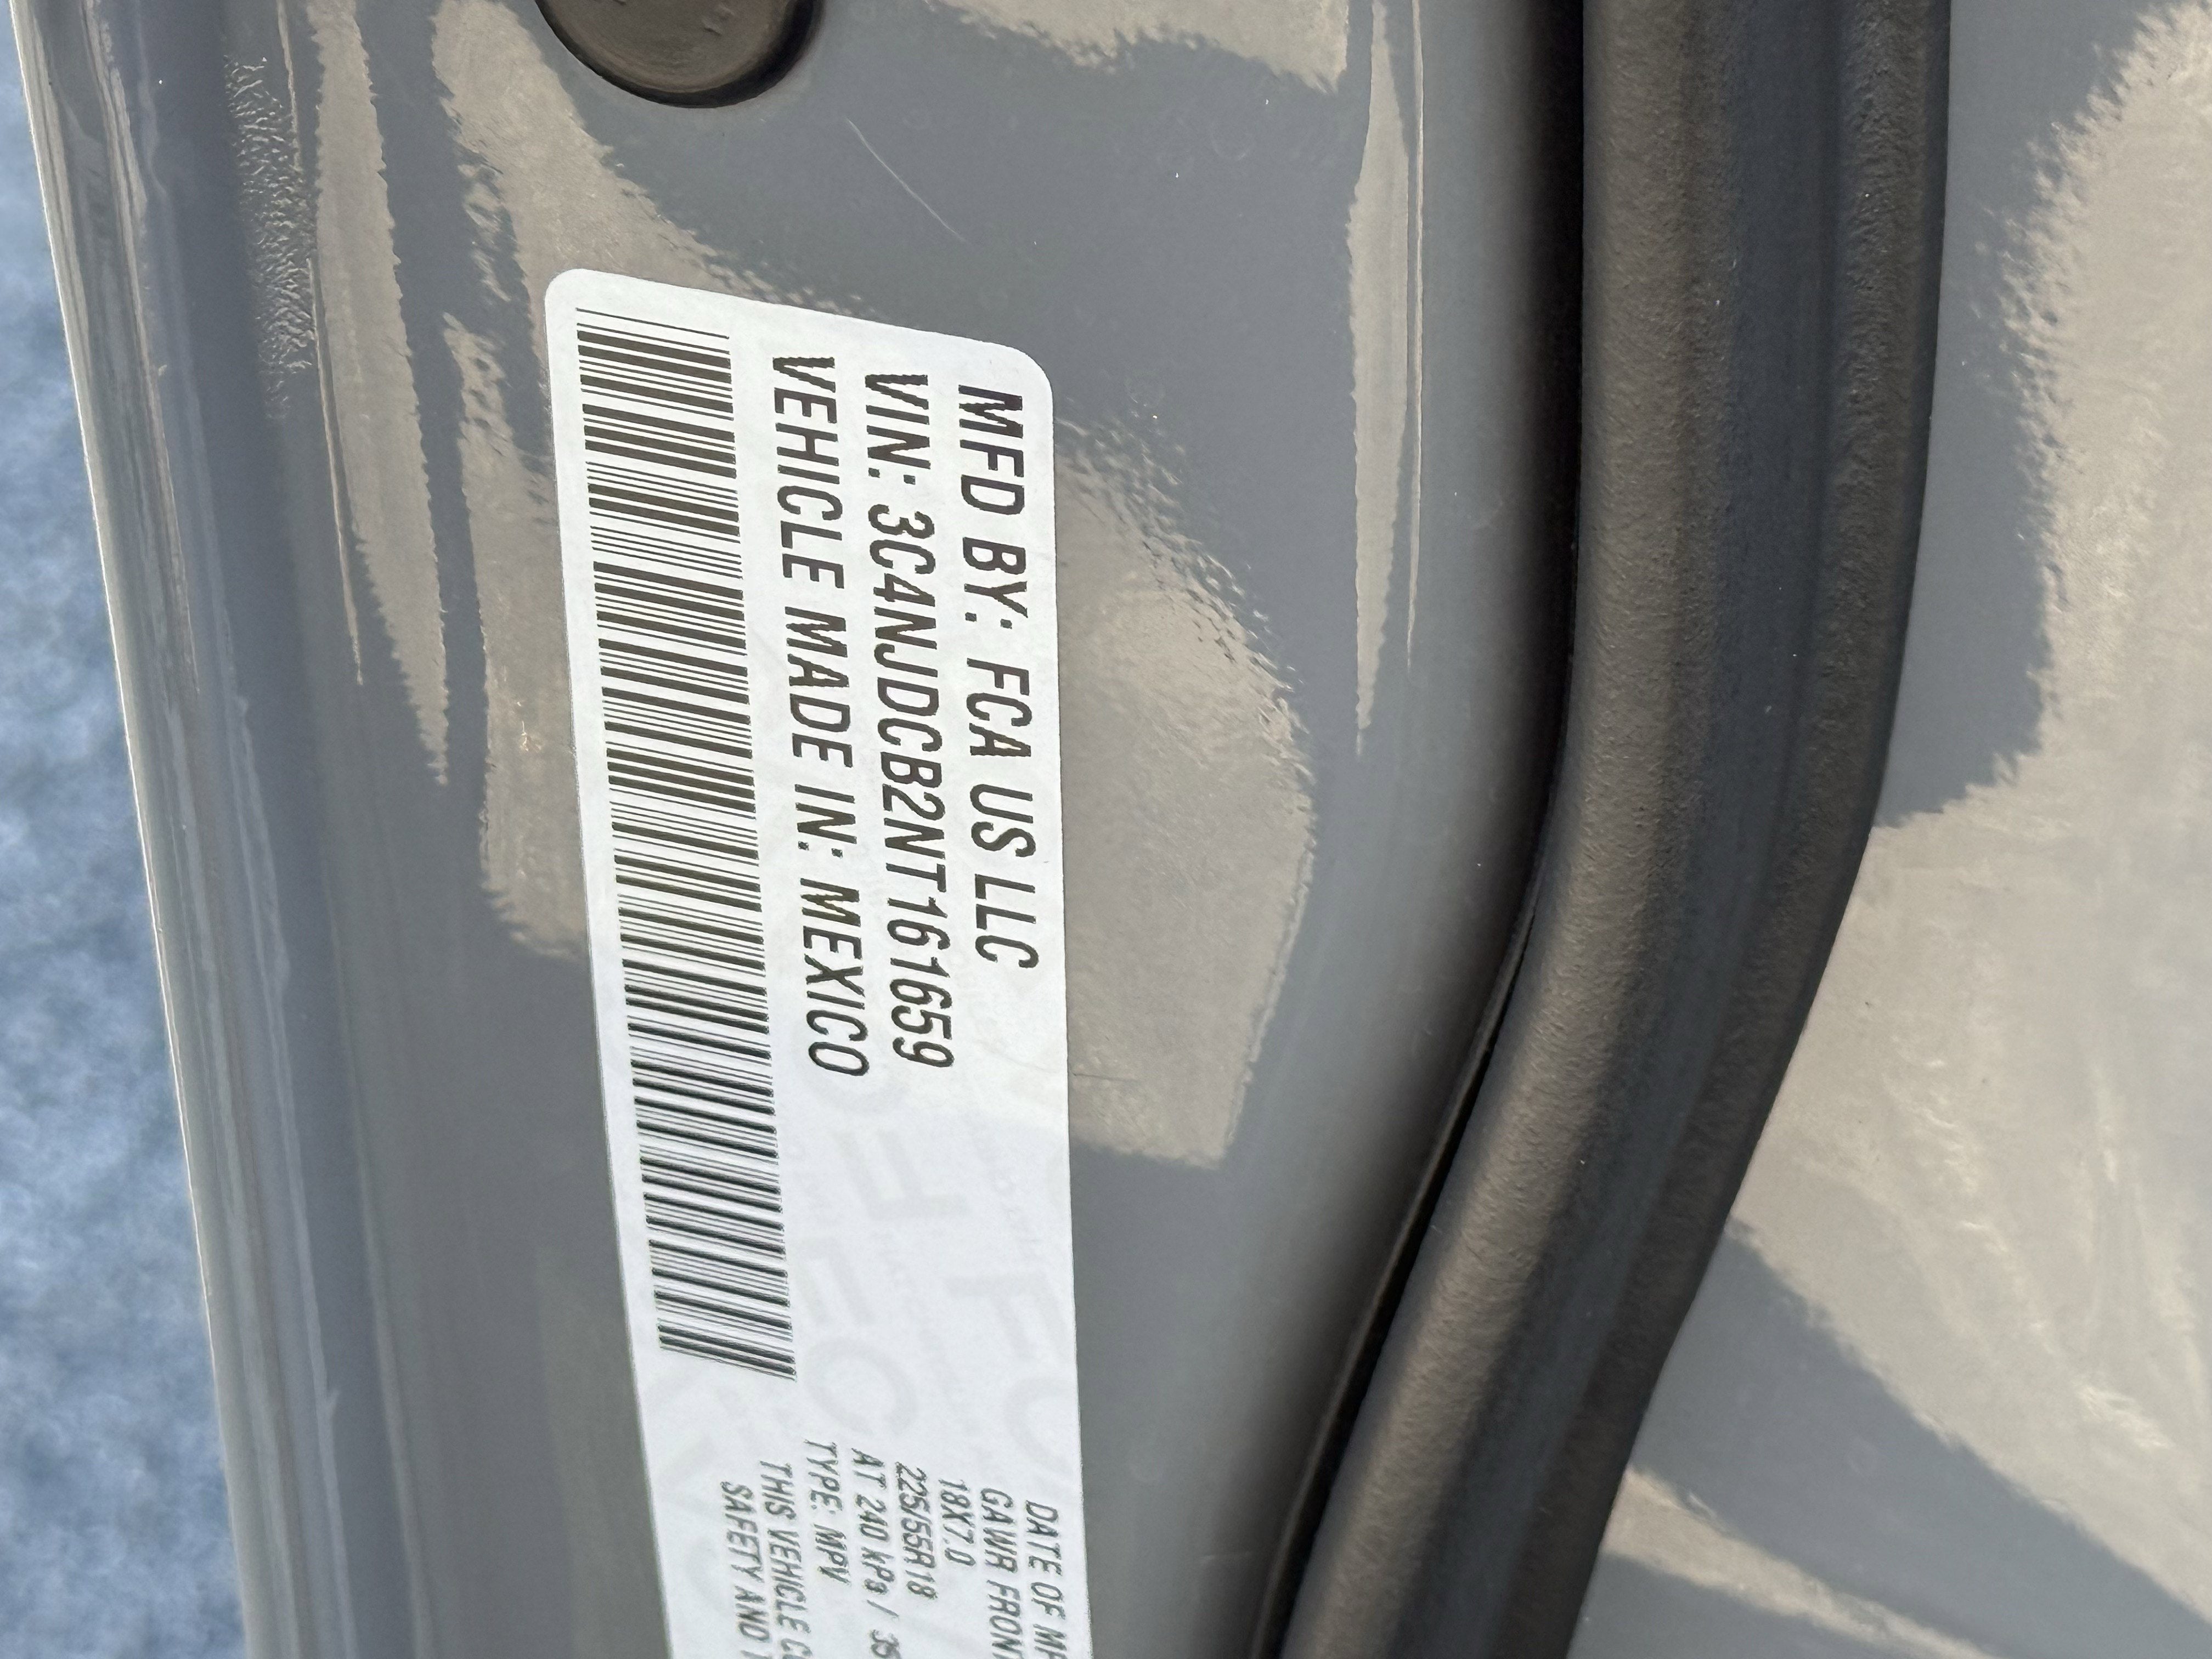 MFD BY: FCA US LLC
VIN: 3C4NJDCB2NT161659
VEHICLE MADE IN: MEXICO
DATE OF
GAWR FRONT
18X7.0
225/55R18
AT 240 kPa /
TYPE: MPV
THIS VEHICLE
SAFETY AND